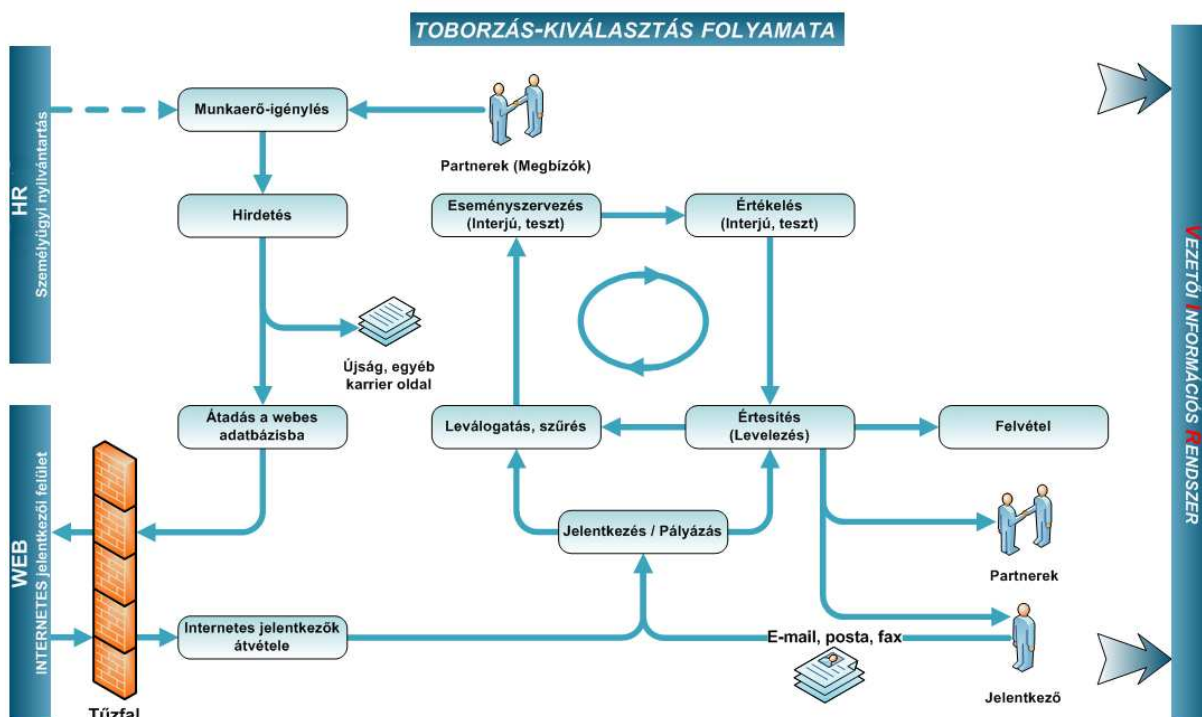 TOBORZÁS-KIVÁLASZTÁS FOLYAMATA
HR
Személyügyi nyilvántartás
Munkaerő-igénylés
Partnerek (Megbízók)
Hirdetés
Eseményszervezés
(Interjú, teszt)
Értékelés
(Interjú, teszt)
Újság, egyéb
karrier oldal
Átadás a webes
adatbázisba
Leválogatás, szűrés
Értesítés
(Levelezés)
Felvétel
WEB
INTERNETES jelentkezői felület
Jelentkezés / Pályázás
Partnerek
Internetes jelentkezők
átvétele
E-mail, posta, fax
Jelentkező
Tűzfal
VEZETŐI INFORMÁCIÓS RENDSZER